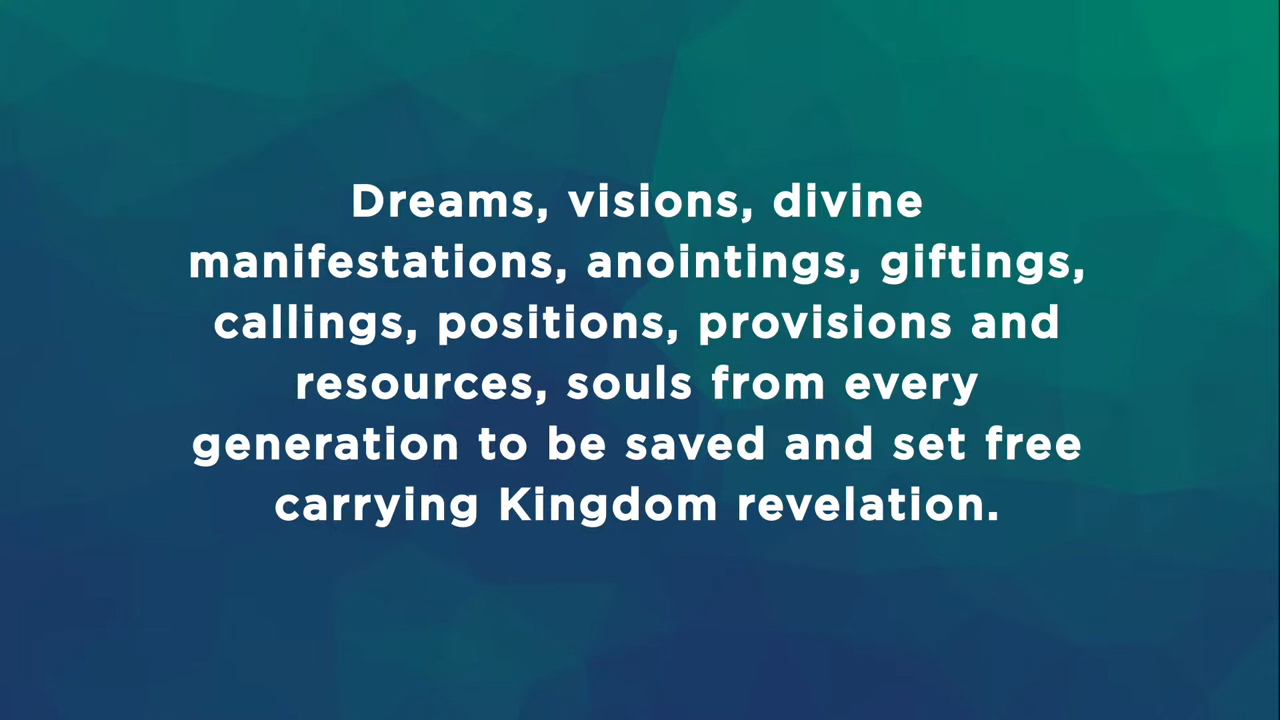 Dreams, visions, divine
manifestations, anointings, giftings,
callings, positions, provisions and
resources, souls from every
generation to be saved and set free
carrying Kingdom revelation.